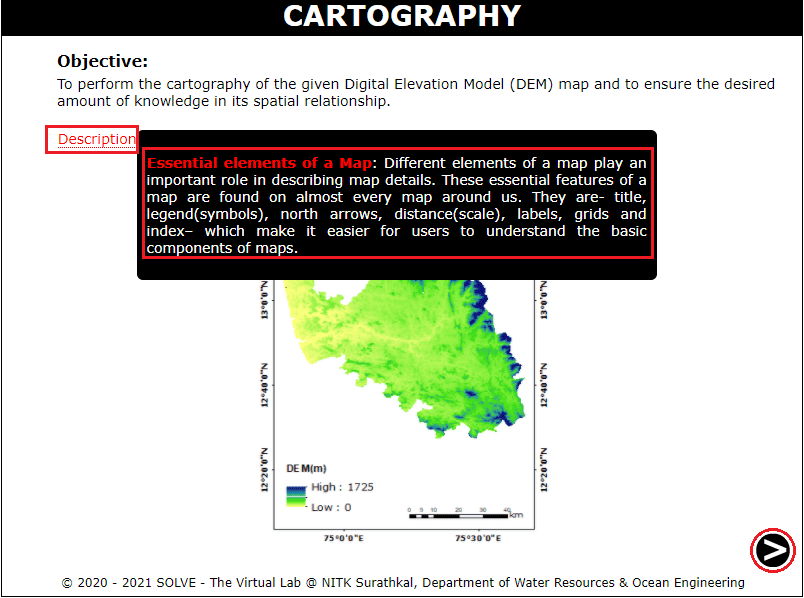 CARTOGRAPHY
Objective:
To perform the cartography of the given Digital Elevation Model (DEM) map and to ensure the desired
amount of knowledge in its spatial relationship.
Description
Essential elements of a Map: Different elements of a map play an
important role in describing map details. These essential features of a
map are found on almost every map around us. They are- title,
legend(symbols), north arrows, distance(scale), labels, grids and
index– which make it easier for users to understand the basic
components of maps.
13°0'0"N 13°0'0"N
12°40'0"N 12°40'0"N
12°20'0"N 12°20'0"N
DEM(m)
High : 1725
Low : 0
0 5 10 20 30 40
km
75°0'0"E 75°30'0"E
>
© 2020 - 2021 SOLVE - The Virtual Lab @ NITK Surathkal, Department of Water Resources & Ocean Engineering